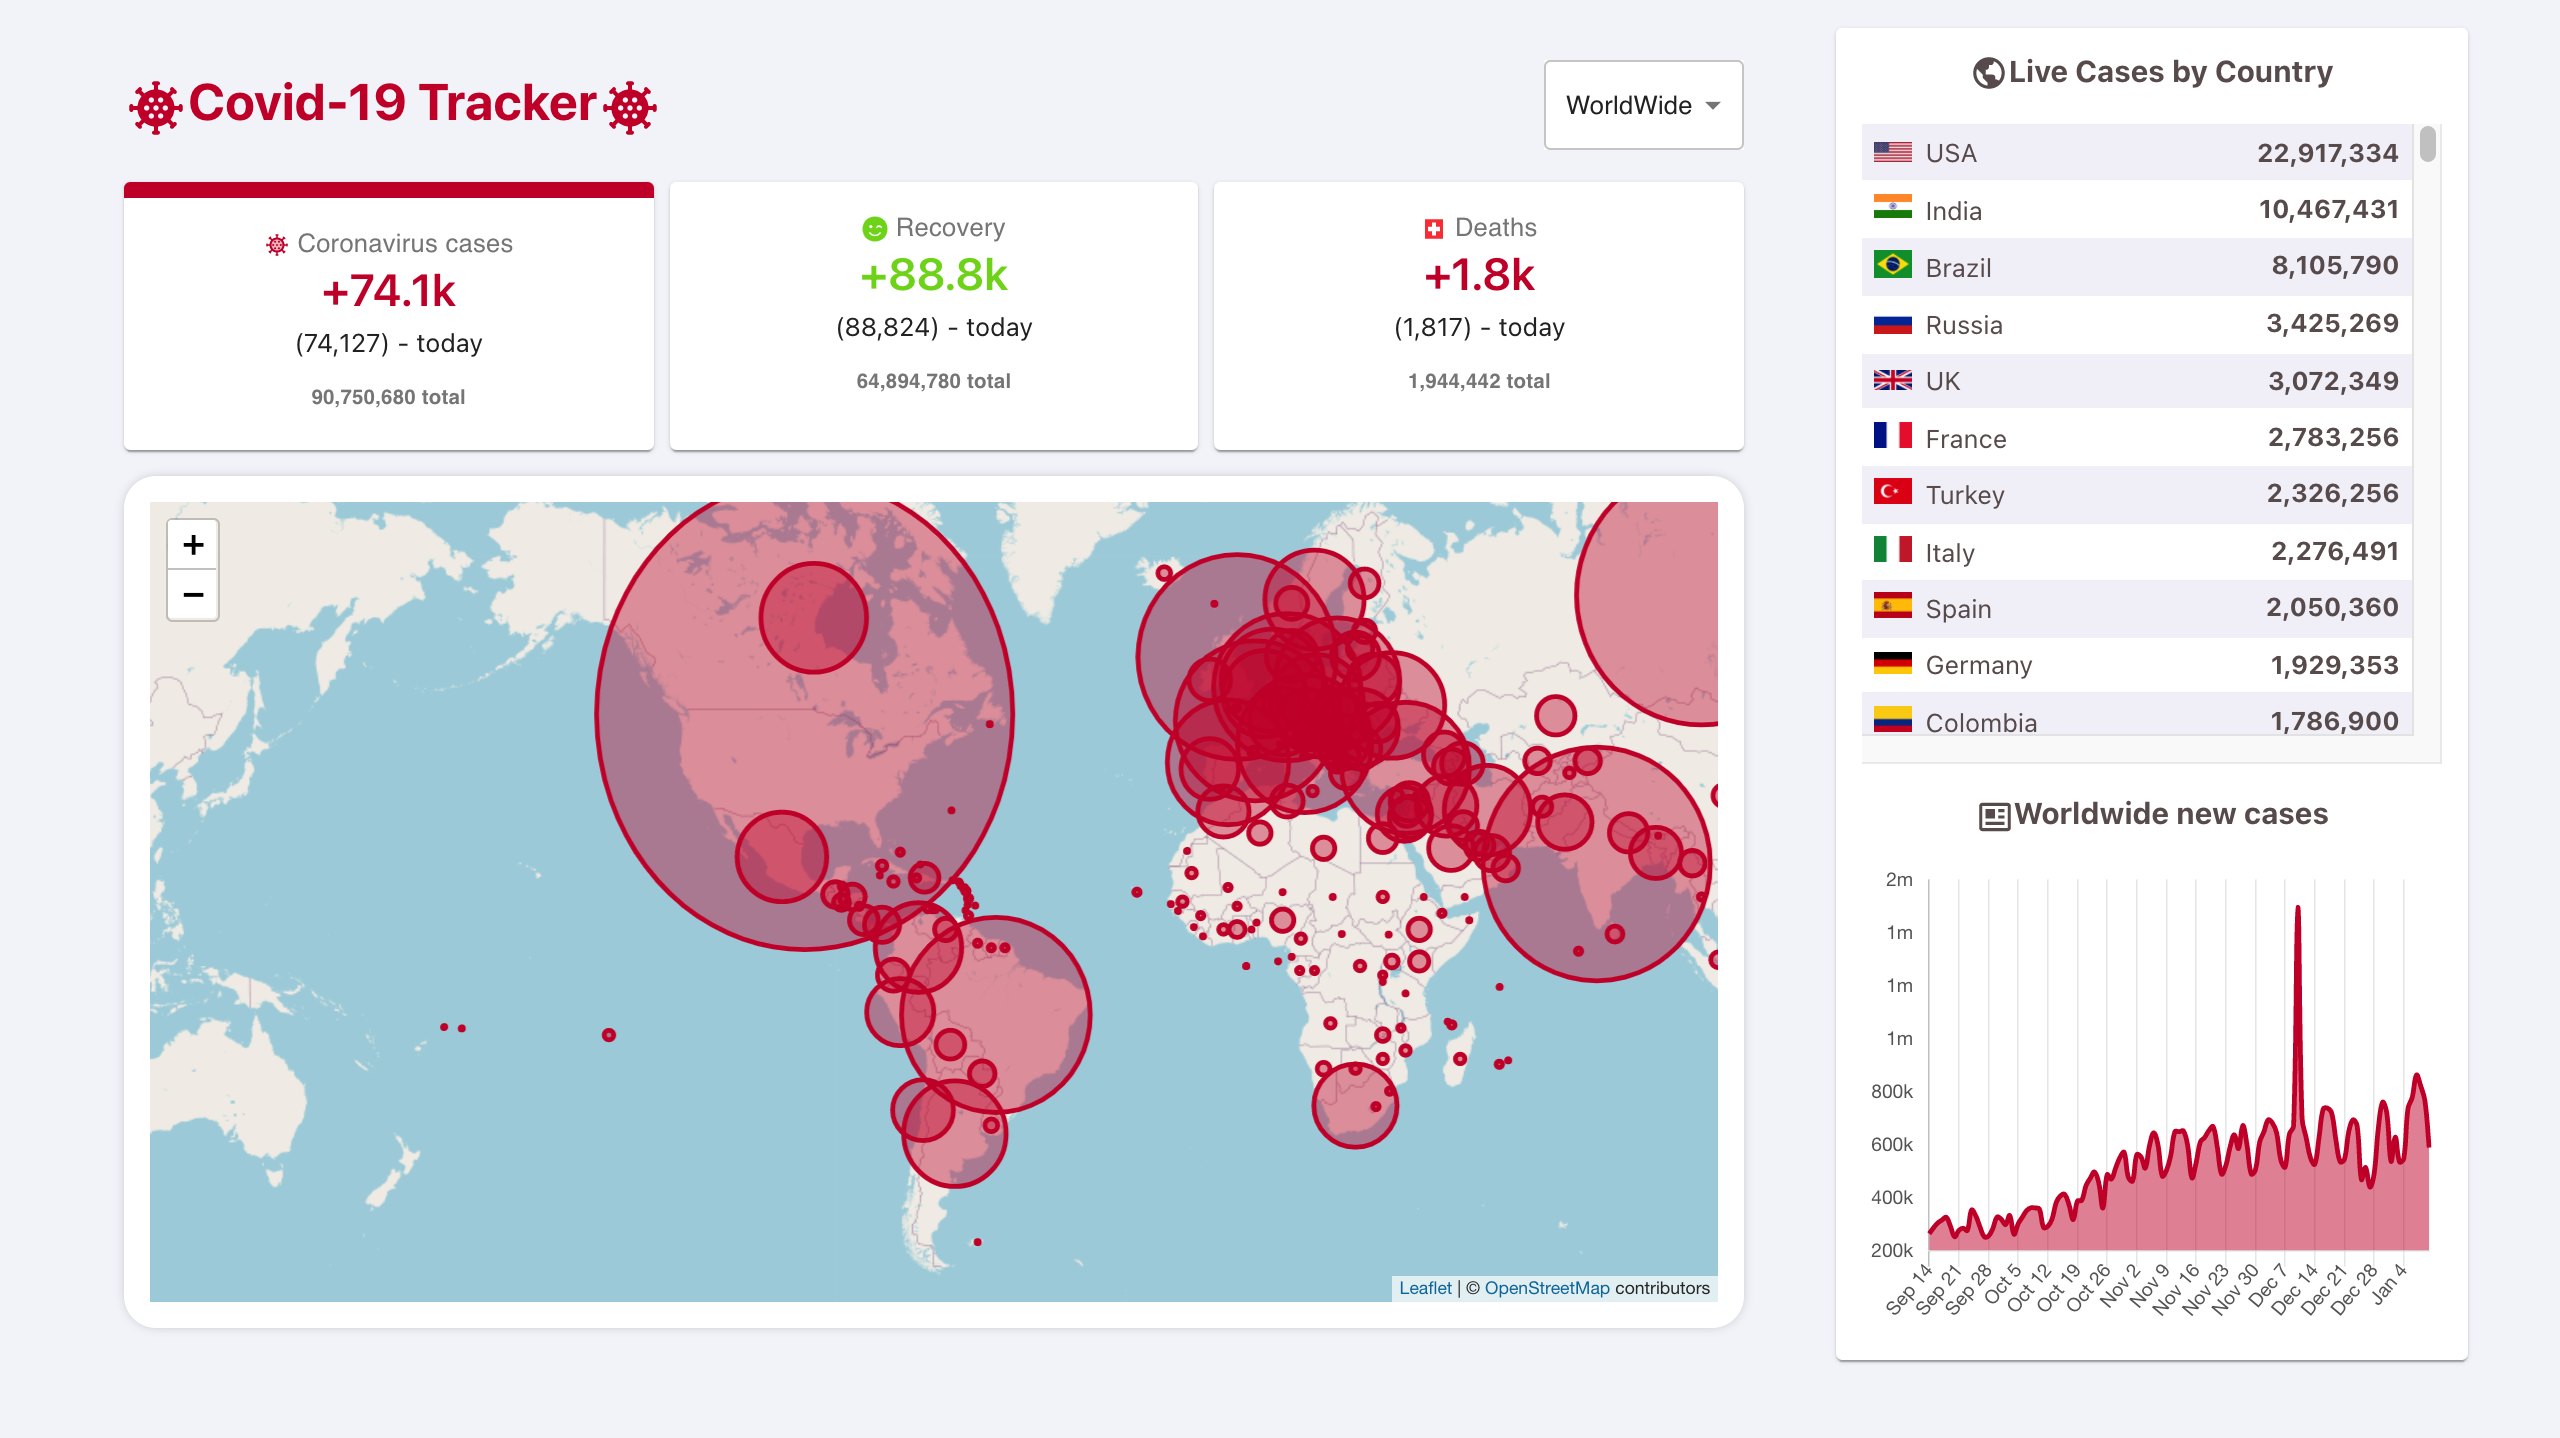 Covid-19 Tracker
WorldWide
Coronavirus cases
+74.1k
(74,127) - today
90,750,680 total
Recovery
+88.8k
(88,824) - today
64,894,780 total
Deaths
+1.8k
(1,817) - today
1,944,442 total
+
−
Leaflet | © OpenStreetMap contributors
Live Cases by Country
USA 22,917,334
India 10,467,431
Brazil 8,105,790
Russia 3,425,269
UK 3,072,349
France 2,783,256
Turkey 2,326,256
Italy 2,276,491
Spain 2,050,360
Germany 1,929,353
Colombia 1,786,900
Worldwide new cases
2m
1m
1m
1m
800k
600k
400k
200k
Sep 14
Sep 21
Sep 28
Oct 5
Oct 12
Oct 19
Oct 26
Nov 2
Nov 9
Nov 16
Nov 23
Nov 30
Dec 7
Dec 14
Dec 21
Dec 28
Jan 4